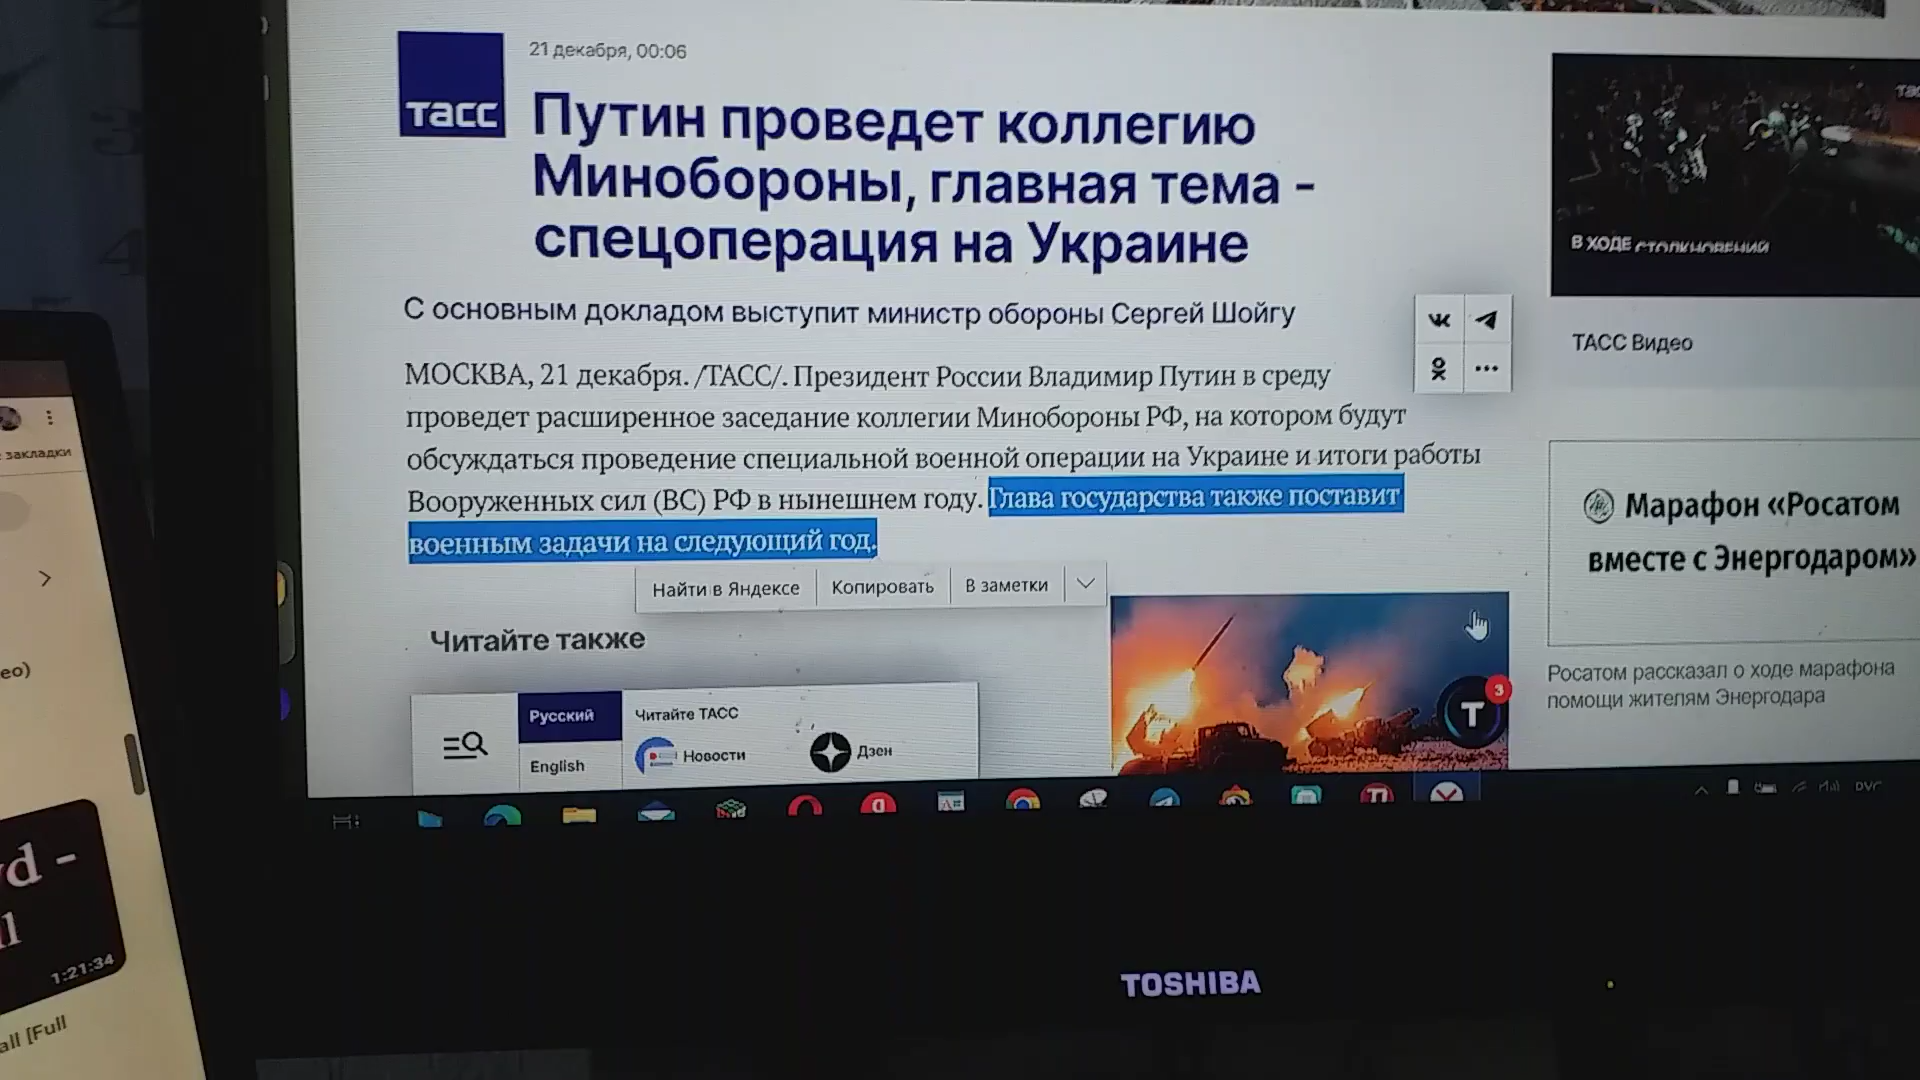 21 декабря, 00:06
тасс
Путин проведет коллегию
Минобороны, главная тема -
спецоперация на Украине
С основным докладом выступит министр обороны Сергей Шойгу
МОСКВА, 21 декабря. /ТАСС/. Президент России Владимир Путин в среду
проведет расширенное заседание коллегии Минобороны РФ, на котором будут
обсуждаться проведение специальной военной операции на Украине и итоги работы
Вооруженных сил (ВС) РФ в нынешнем году. Глава государства также поставит
военным задачи на следующий год.
Найти в Яндексе
Копировать
В заметки
Читайте также
Русский
English
Читайте ТАСС
Новости
Дзен
T
3
В ХОДЕ СТОЛКНОВЕНИЙ
ТАСС Видео
Марафон «Росатом
вместе с Энергодаром»
Росатом рассказал о ходе марафона
помощи жителям Энергодара
TOSHIBA
закладки
ео)
1:21:34
all [Full